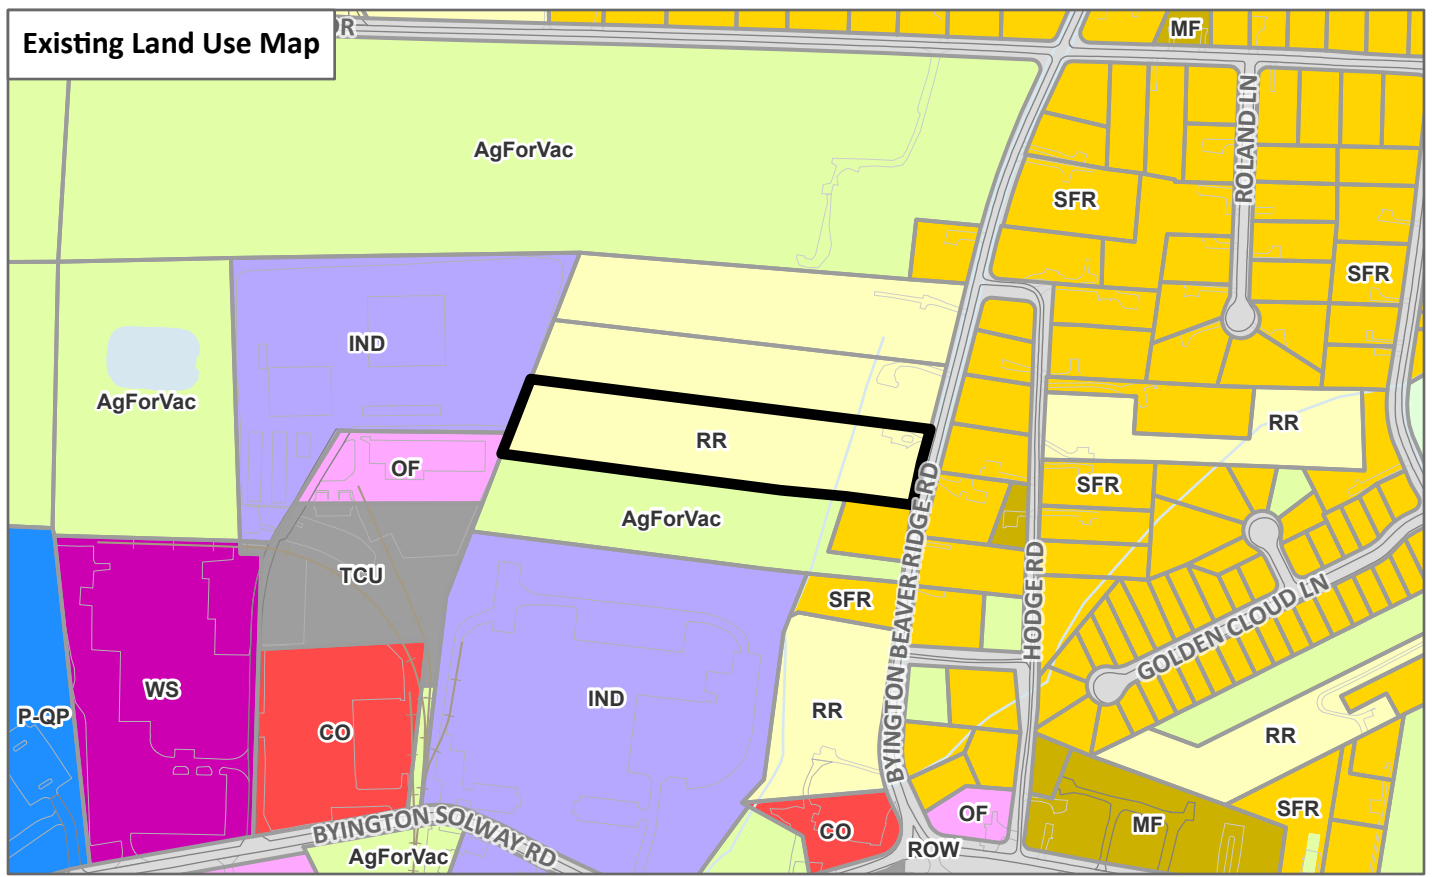 Existing Land Use Map
DR
MF
ROLAND LN
AgForVac
SFR
SFR
IND
AgForVac
RR
RR
OF
SFR
AgForVac
BYINGTON BEAVER RIDGE RD
HODGE RD
TCU
SFR
GOLDEN CLOUD LN
WS
P-QP
IND
RR
CO
RR
SFR
OF
MF
CO
BYINGTON SOLWAY RD
ROW
AgForVac